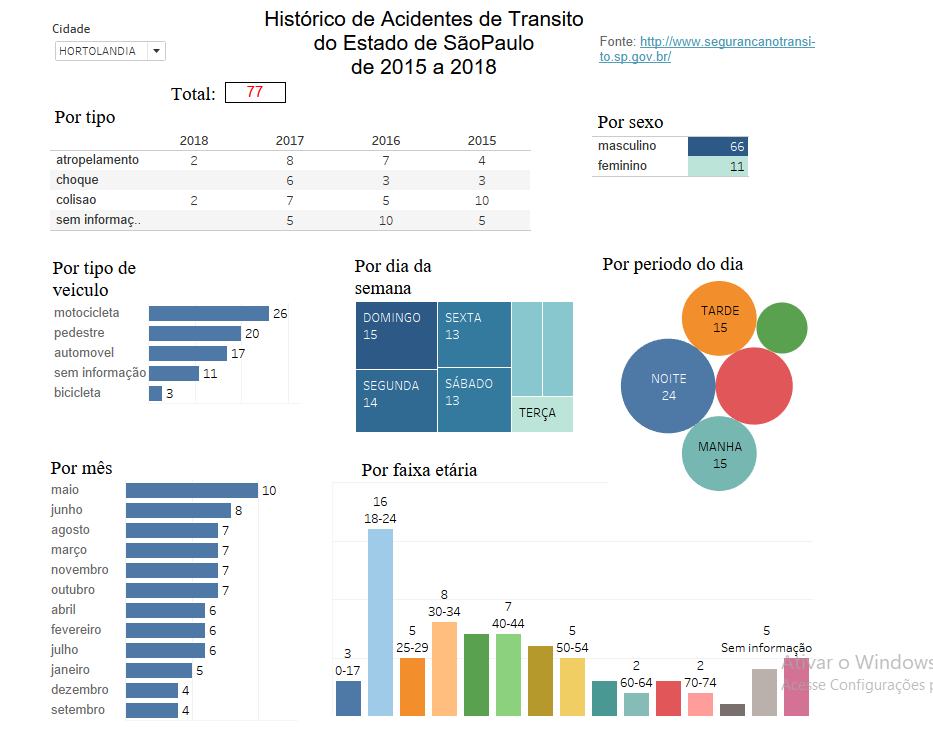 Cidade
HORTOLANDIA
Histórico de Acidentes de Transito
do Estado de SãoPaulo
de 2015 a 2018
Fonte: http://www.segurancanotransi-
to.sp.gov.br/
Total: 77
Por tipo
2018 2017 2016 2015
atropelamento 2 8 7 4
choque 6 3 3
colisao 2 7 5 10
sem informaç.. 5 10 5
Por sexo
masculino 66
feminino 11
Por tipo de
veiculo
motocicleta 26
pedestre 20
automovel 17
sem informação 11
bicicleta 3
Por dia da
semana
DOMINGO
15
SEXTA
13
SEGUNDA
14
SÁBADO
13
TERÇA
Por periodo do dia
TARDE
15
NOITE
24
MANHA
15
Por mês
maio 10
junho 8
agosto 7
março 7
novembro 7
outubro 7
abril 6
fevereiro 6
julho 6
janeiro 5
dezembro 4
setembro 4
Por faixa etária
3
0-17
16
18-24
5
25-29
8
30-34
7
40-44
5
50-54
2
60-64
2
70-74
5
Sem informação
Ativar o Windows
Acesse Configurações p